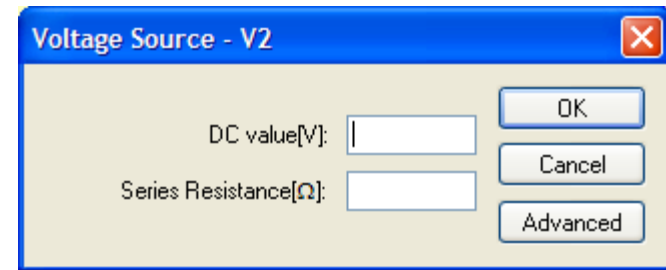 Voltage Source - V2
DC value[V]:
Series Resistance[Ω]:
OK
Cancel
Advanced